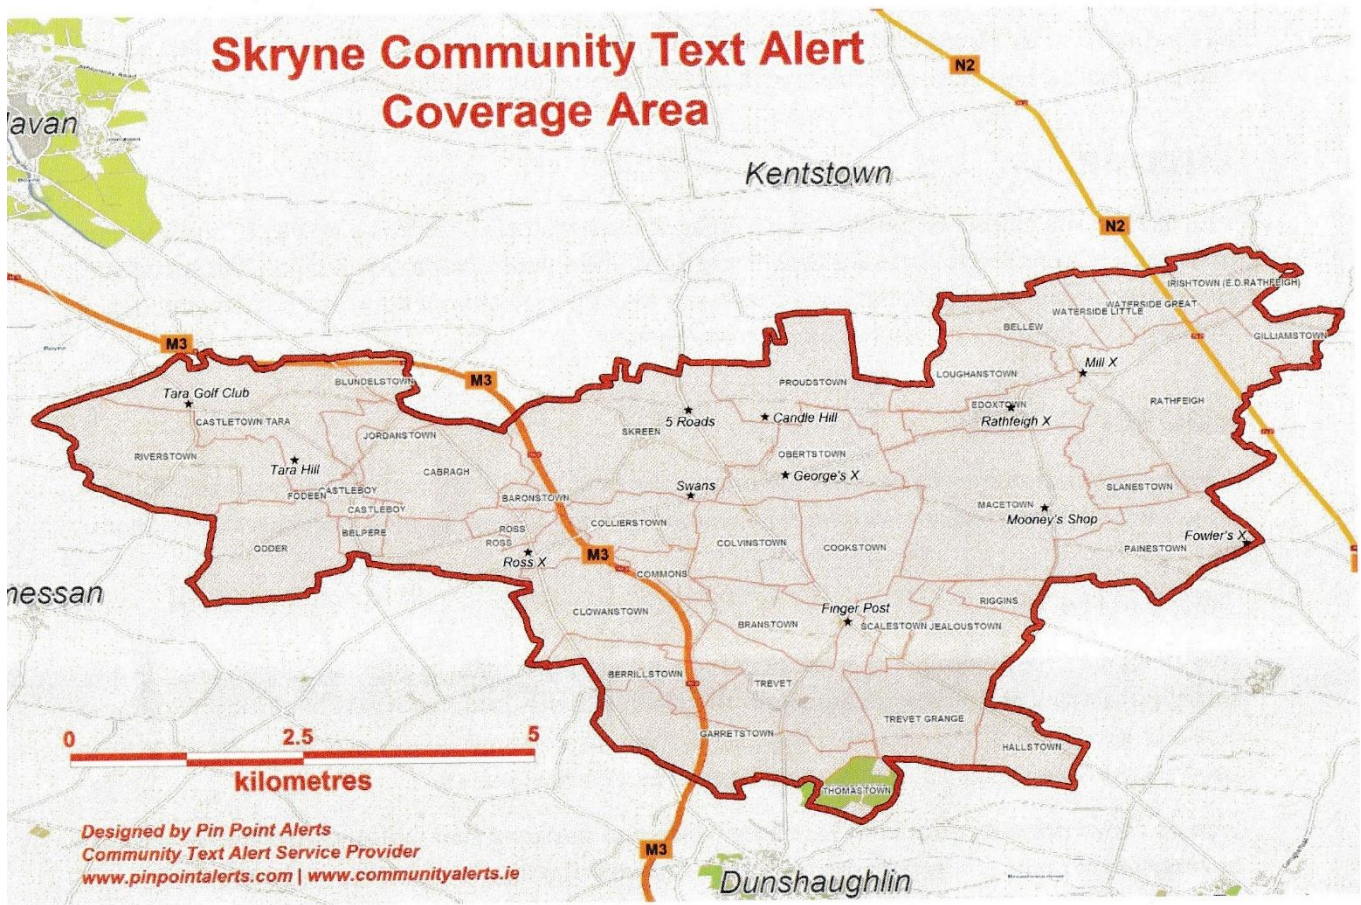 Skryne Community Text Alert
Coverage Area
N2
avan
Kentstown
N2
IRISHTOWN (E.D.RATHFEIGH)
WATERSIDE GREAT
WATERSIDE LITTLE
BELLEW
GILLIAMSTOWN
M3
Boyne
BLUNDELSTOWN
M3
PROUDSTOWN
LOUGHANSTOWN
Mill X
Tara Golf Club
CASTLETOWN TARA
5 Roads
Candle Hill
EDOXTOWN
Rathfeigh X
RATHFEIGH
JORDANSTOWN
SKREEN
RIVERSTOWN
Tara Hill
CABRAGH
OBERTSTOWN
George's X
Swans
SLANESTOWN
FODEEN
CASTLEBOY
CASTLEBOY
BARONSTOWN
MACETOWN
Mooney's Shop
BELPERE
ROSS
ROSS
COLLIERSTOWN
COLVINSTOWN
COOKSTOWN
PAINESTOWN
Fowler's X
ODDER
Ross X
M3
COMMONS
messan
CLOWANSTOWN
Finger Post
RIGGINS
BRANSTOWN
SCALESTOWN
JEALOUSTOWN
BERRILLSTOWN
TREVET
TREVET GRANGE
GARRETSTOWN
HALLSTOWN
0 2.5 5
kilometres
THOMASTOWN
Designed by Pin Point Alerts
Community Text Alert Service Provider
www.pinpointalerts.com | www.communityalerts.ie
M3
Dunshaughlin